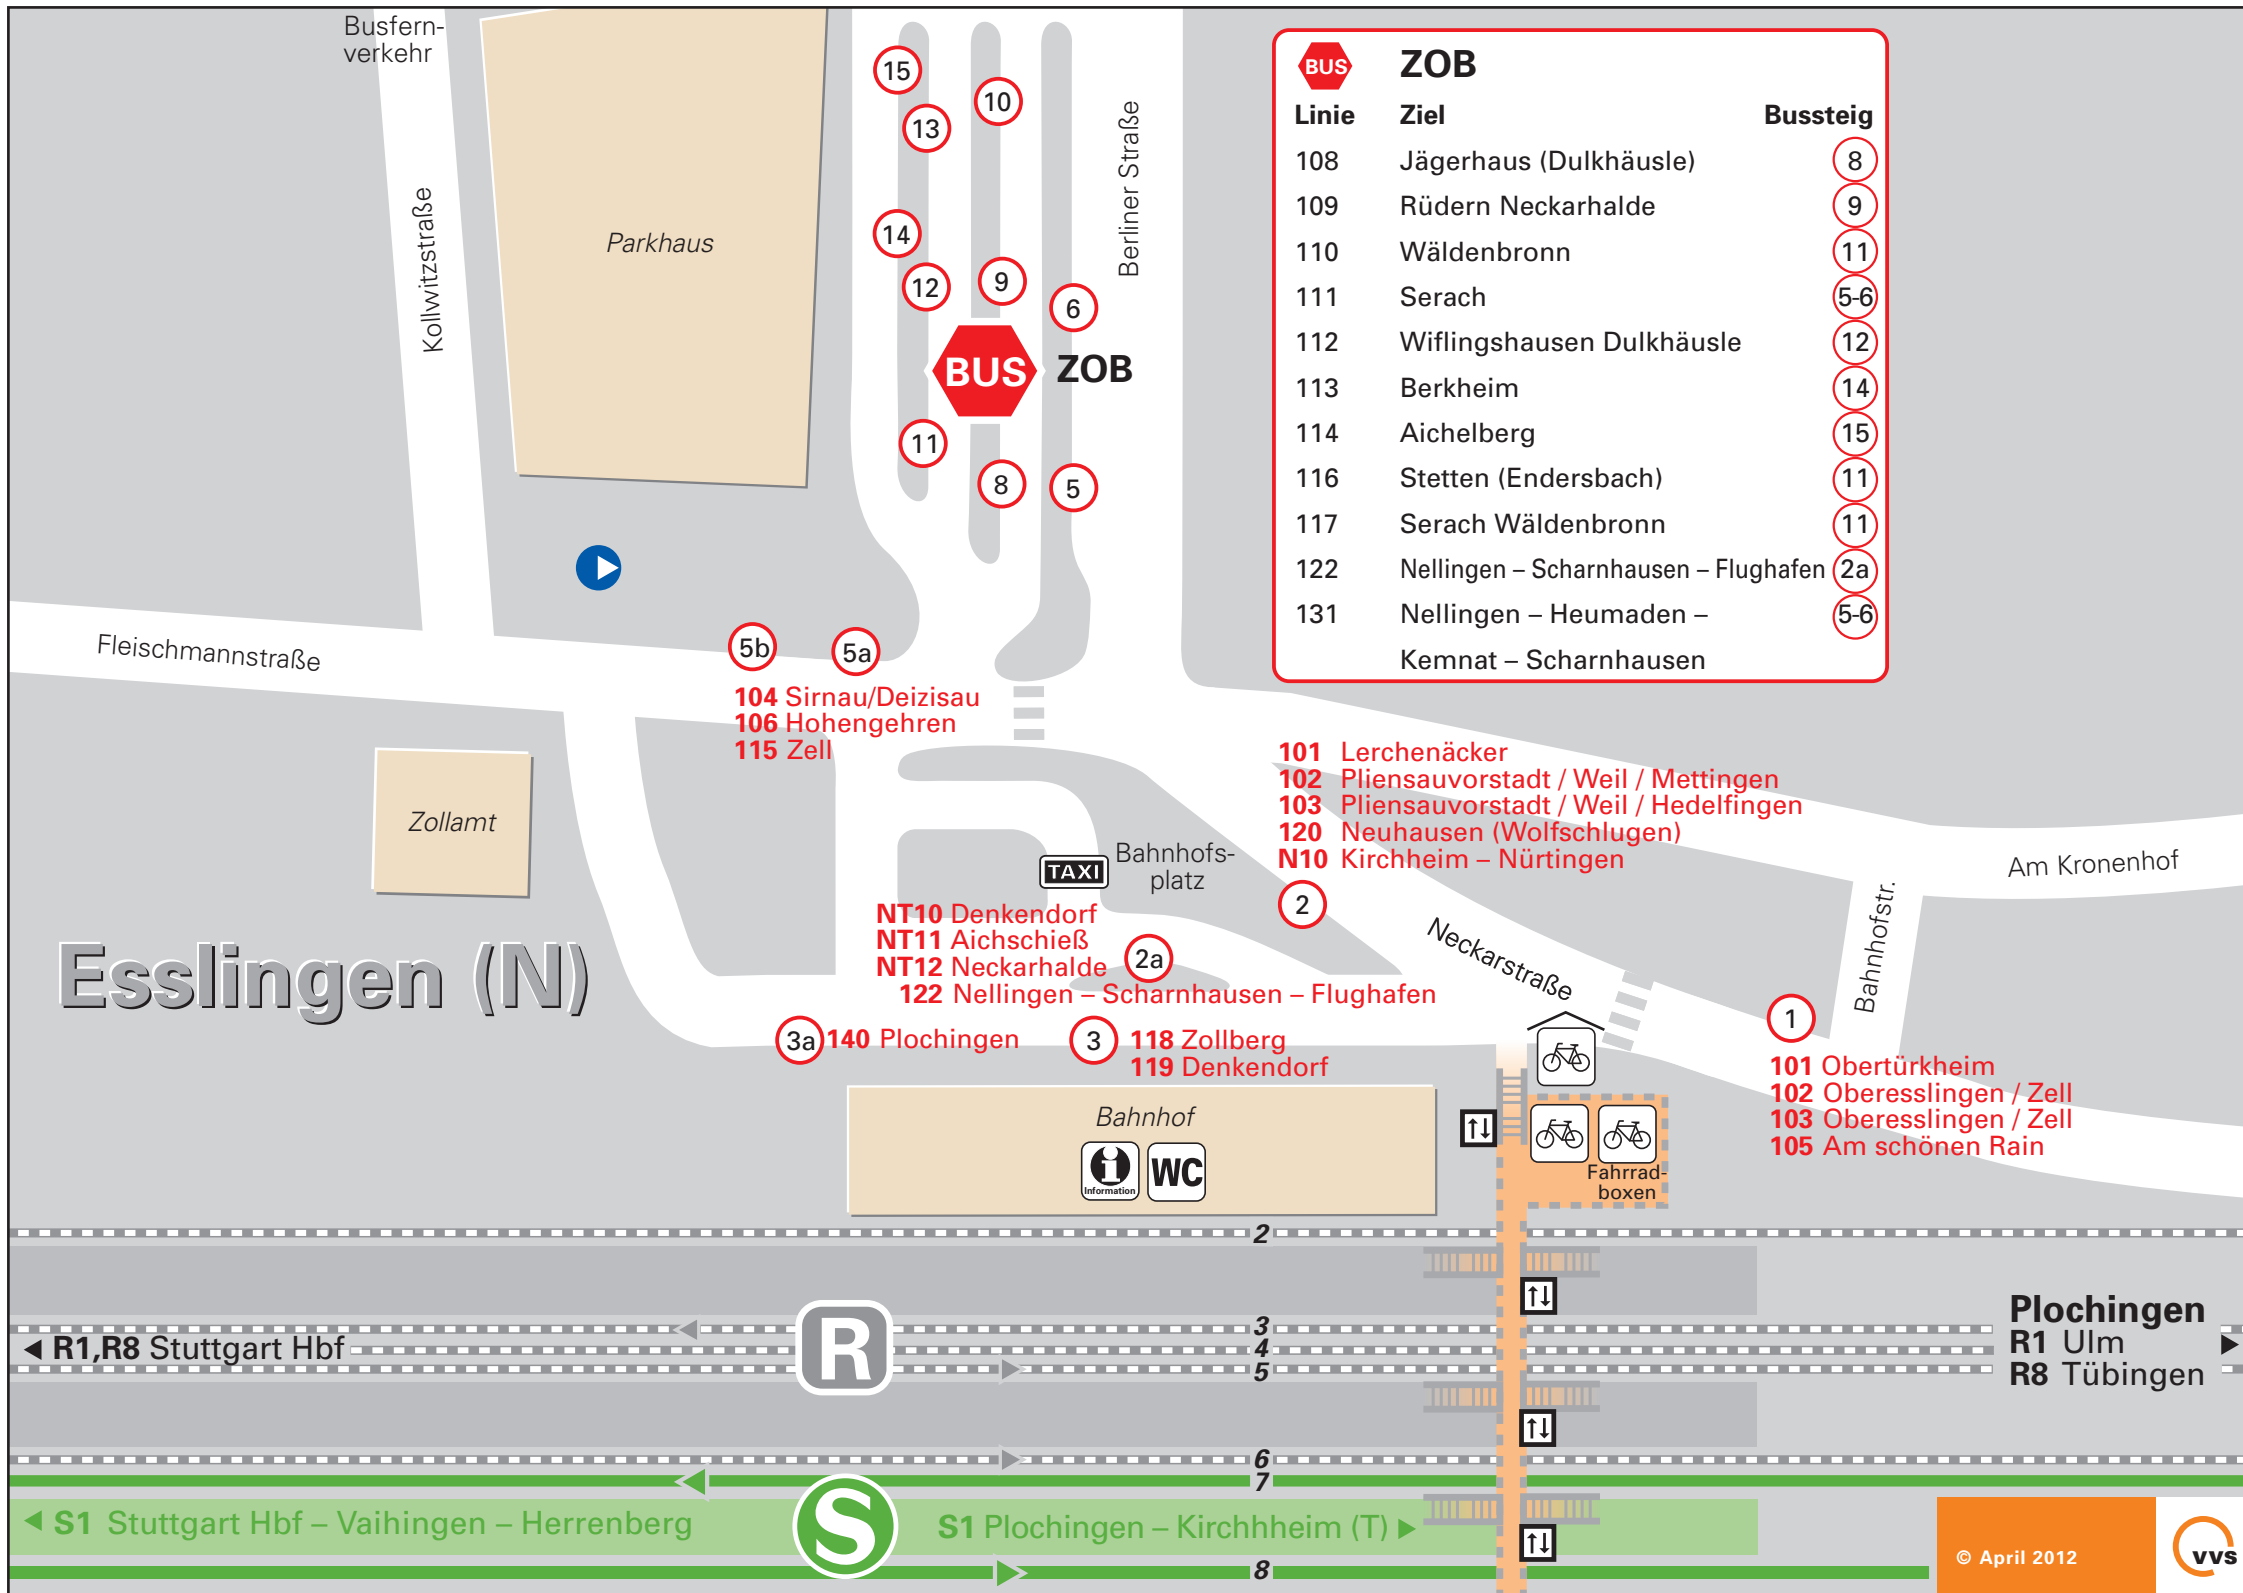 Busfern-
verkehr
Kollwitzstraße
Parkhaus
15
13
10
14
12
9
6
BUS
ZOB
11
8
5
Berliner Straße
BUS ZOB
Linie Ziel Bussteig
108 Jägerhaus (Dulkhäusle) 8
109 Rüdern Neckarhalde 9
110 Wäldenbronn 11
111 Serach 5-6
112 Wiflingshausen Dulkhäusle 12
113 Berkheim 14
114 Aichelberg 15
116 Stetten (Endersbach) 11
117 Serach Wäldenbronn 11
122 Nellingen – Scharnhausen – Flughafen 2a
131 Nellingen – Heumaden – 5-6
Kemnat – Scharnhausen
Fleischmannstraße
5b
5a
104 Sirnau/Deizisau
106 Hohengehren
115 Zell
Zollamt
101 Lerchenäcker
102 Pliensauvorstadt / Weil / Mettingen
103 Pliensauvorstadt / Weil / Hedelfingen
120 Neuhausen (Wolfschlugen)
N10 Kirchheim – Nürtingen
2
TAXI
Bahnhofs-
platz
Am Kronenhof
Bahnhofstr.
Neckarstraße
Esslingen (N)
NT10 Denkendorf
NT11 Aichschieß
NT12 Neckarhalde
2a
122 Nellingen – Scharnhausen – Flughafen
3a 140 Plochingen
3 118 Zollberg
119 Denkendorf
1
101 Obertürkheim
102 Oberesslingen / Zell
103 Oberesslingen / Zell
105 Am schönen Rain
Bahnhof
i
Information
WC
Fahrrad-
boxen
2
3
4
5
R1,R8 Stuttgart Hbf
R
Plochingen
R1 Ulm
R8 Tübingen
6
7
S1 Stuttgart Hbf – Vaihingen – Herrenberg
S
S1 Plochingen – Kirchhheim (T)
8
© April 2012
vvs